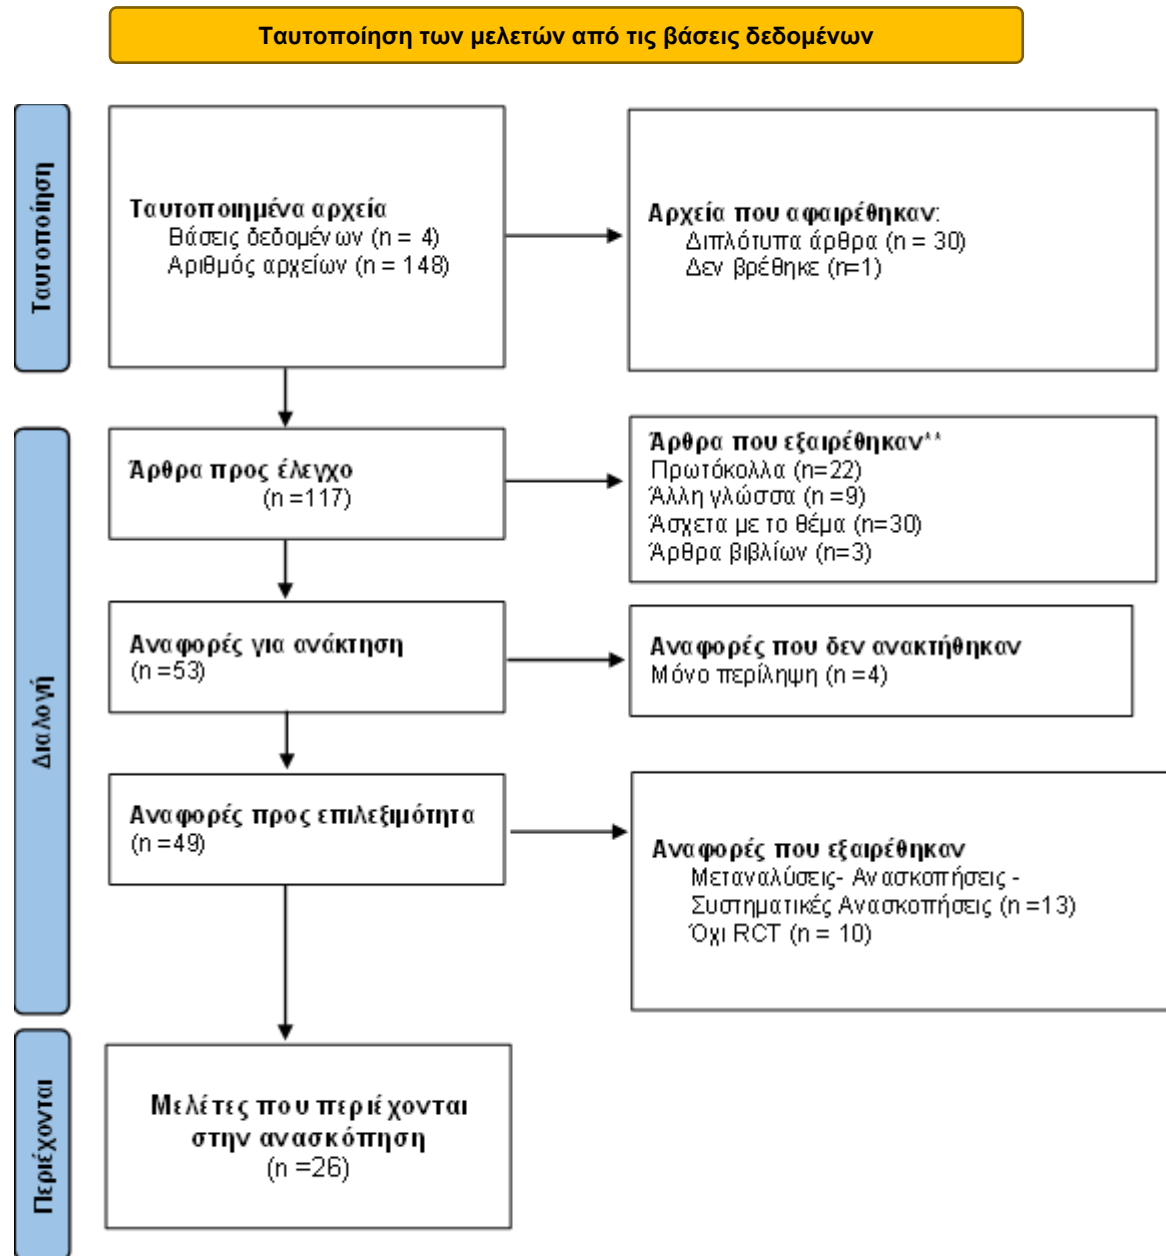 Ταυτοποίηση των μελετών από τις βάσεις δεδομένων
Ταυτοποίηση
Ταυτοποιημένα αρχεία
Βάσεις δεδομένων (n = 4)
Αριθμός αρχείων (n = 148)
Αρχεία που αφαιρέθηκαν:
Διπλότυπα άρθρα (n = 30)
Δεν βρέθηκε (n=1)
Διαλογή
Άρθρα προς έλεγχο
(n =117)
Άρθρα που εξαιρέθηκαν**
Πρωτόκολλα (n=22)
Άλλη γλώσσα (n =9)
Άσχετα με το θέμα (n=30)
Άρθρα βιβλίων (n=3)
Αναφορές για ανάκτηση
(n =53)
Αναφορές που δεν ανακτήθηκαν
Μόνο περίληψη (n =4)
Αναφορές προς επιλεξιμότητα
(n =49)
Αναφορές που εξαιρέθηκαν
Μεταναλύσεις- Ανασκοπήσεις -
Συστηματικές Ανασκοπήσεις (n =13)
Όχι RCT (n = 10)
Περιέχονται
Μελέτες που περιέχονται
στην ανασκόπηση
(n =26)